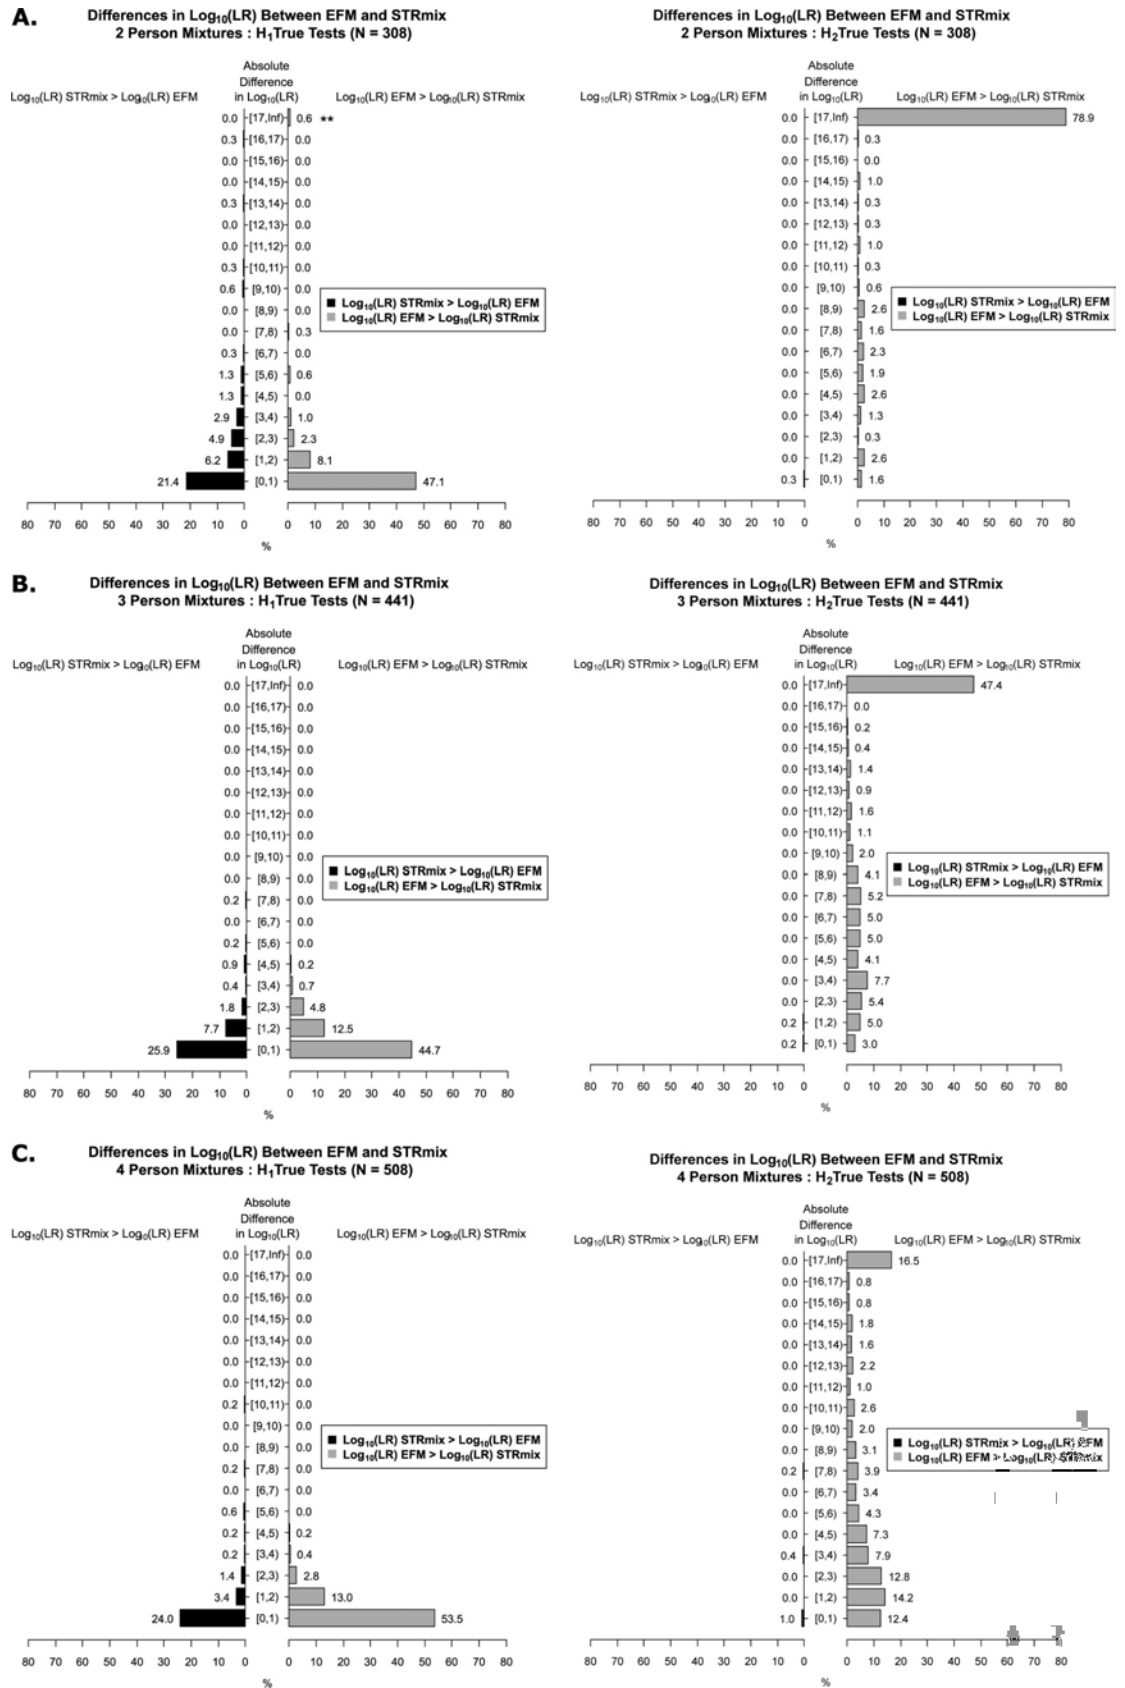 A.
Differences in Log10(LR) Between EFM and STRmix
2 Person Mixtures : H1True Tests (N = 308)
Absolute
Difference
Log10(LR) STRmix > Log10(LR) EFM in Log10(LR) Log10(LR) EFM > Log10(LR) STRmix
0.0 [17,Inf) 0.6 **
0.3 [16,17) 0.0
0.0 [15,16) 0.0
0.0 [14,15) 0.0
0.3 [13,14) 0.0
0.0 [12,13) 0.0
0.0 [11,12) 0.0
0.3 [10,11) 0.0
0.6 [9,10) 0.0
0.0 [8,9) 0.0
0.0 [7,8) 0.3
0.3 [6,7) 0.0
1.3 [5,6) 0.6
1.3 [4,5) 0.0
2.9 [3,4) 1.0
4.9 [2,3) 2.3
6.2 [1,2) 8.1
21.4 [0,1) 47.1
Log10(LR) STRmix > Log10(LR) EFM
Log10(LR) EFM > Log10(LR) STRmix
80 70 60 50 40 30 20 10 0 0 10 20 30 40 50 60 70 80
%
Differences in Log10(LR) Between EFM and STRmix
2 Person Mixtures : H2True Tests (N = 308)
Absolute
Difference
Log10(LR) STRmix > Log10(LR) EFM in Log10(LR) Log10(LR) EFM > Log10(LR) STRmix
0.0 [17,Inf) 78.9
0.0 [16,17) 0.3
0.0 [15,16) 0.0
0.0 [14,15) 1.0
0.0 [13,14) 0.3
0.0 [12,13) 0.3
0.0 [11,12) 1.0
0.0 [10,11) 0.3
0.0 [9,10) 0.6
0.0 [8,9) 2.6
0.0 [7,8) 1.6
0.0 [6,7) 2.3
0.0 [5,6) 1.9
0.0 [4,5) 2.6
0.0 [3,4) 1.3
0.0 [2,3) 0.3
0.0 [1,2) 2.6
0.3 [0,1) 1.6
Log10(LR) STRmix > Log10(LR) EFM
Log10(LR) EFM > Log10(LR) STRmix
80 70 60 50 40 30 20 10 0 0 10 20 30 40 50 60 70 80
%
B.
Differences in Log10(LR) Between EFM and STRmix
3 Person Mixtures : H1True Tests (N = 441)
Absolute
Difference
Log10(LR) STRmix > Log10(LR) EFM in Log10(LR) Log10(LR) EFM > Log10(LR) STRmix
0.0 [17,Inf) 0.0
0.0 [16,17) 0.0
0.0 [15,16) 0.0
0.0 [14,15) 0.0
0.0 [13,14) 0.0
0.0 [12,13) 0.0
0.0 [11,12) 0.0
0.0 [10,11) 0.0
0.0 [9,10) 0.0
0.0 [8,9) 0.0
0.2 [7,8) 0.0
0.0 [6,7) 0.0
0.2 [5,6) 0.0
0.9 [4,5) 0.2
0.4 [3,4) 0.7
1.8 [2,3) 4.8
7.7 [1,2) 12.5
25.9 [0,1) 44.7
Log10(LR) STRmix > Log10(LR) EFM
Log10(LR) EFM > Log10(LR) STRmix
80 70 60 50 40 30 20 10 0 0 10 20 30 40 50 60 70 80
%
Differences in Log10(LR) Between EFM and STRmix
3 Person Mixtures : H2True Tests (N = 441)
Absolute
Difference
Log10(LR) STRmix > Log10(LR) EFM in Log10(LR) Log10(LR) EFM > Log10(LR) STRmix
0.0 [17,Inf) 47.4
0.0 [16,17) 0.0
0.0 [15,16) 0.2
0.0 [14,15) 0.4
0.0 [13,14) 1.4
0.0 [12,13) 0.9
0.0 [11,12) 1.6
0.0 [10,11) 1.1
0.0 [9,10) 2.0
0.0 [8,9) 4.1
0.0 [7,8) 5.2
0.0 [6,7) 5.0
0.0 [5,6) 5.0
0.0 [4,5) 4.1
0.0 [3,4) 7.7
0.0 [2,3) 5.4
0.2 [1,2) 5.0
0.2 [0,1) 3.0
Log10(LR) STRmix > Log10(LR) EFM
Log10(LR) EFM > Log10(LR) STRmix
80 70 60 50 40 30 20 10 0 0 10 20 30 40 50 60 70 80
%
C.
Differences in Log10(LR) Between EFM and STRmix
4 Person Mixtures : H1True Tests (N = 508)
Absolute
Difference
Log10(LR) STRmix > Log10(LR) EFM in Log10(LR) Log10(LR) EFM > Log10(LR) STRmix
0.0 [17,Inf) 0.0
0.0 [16,17) 0.0
0.0 [15,16) 0.0
0.0 [14,15) 0.0
0.0 [13,14) 0.0
0.0 [12,13) 0.0
0.0 [11,12) 0.0
0.2 [10,11) 0.0
0.0 [9,10) 0.0
0.0 [8,9) 0.0
0.2 [7,8) 0.0
0.0 [6,7) 0.0
0.6 [5,6) 0.0
0.2 [4,5) 0.2
0.2 [3,4) 0.4
1.4 [2,3) 2.8
3.4 [1,2) 13.0
24.0 [0,1) 53.5
Log10(LR) STRmix > Log10(LR) EFM
Log10(LR) EFM > Log10(LR) STRmix
80 70 60 50 40 30 20 10 0 0 10 20 30 40 50 60 70 80
%
Differences in Log10(LR) Between EFM and STRmix
4 Person Mixtures : H2True Tests (N = 508)
Absolute
Difference
Log10(LR) STRmix > Log10(LR) EFM in Log10(LR) Log10(LR) EFM > Log10(LR) STRmix
0.0 [17,Inf) 16.5
0.0 [16,17) 0.8
0.0 [15,16) 0.8
0.0 [14,15) 1.8
0.0 [13,14) 1.6
0.0 [12,13) 2.2
0.0 [11,12) 1.0
0.0 [10,11) 2.6
0.0 [9,10) 2.0
0.0 [8,9) 3.1
0.2 [7,8) 3.9
0.0 [6,7) 3.4
0.0 [5,6) 4.3
0.0 [4,5) 7.3
0.4 [3,4) 7.9
0.0 [2,3) 12.8
0.0 [1,2) 14.2
1.0 [0,1) 12.4
Log10(LR) STRmix > Log10(LR) EFM
Log10(LR) EFM > Log10(LR)
80 70 60 50 40 30 20 10 0 0 10 20 30 40 50 60 70 80
%